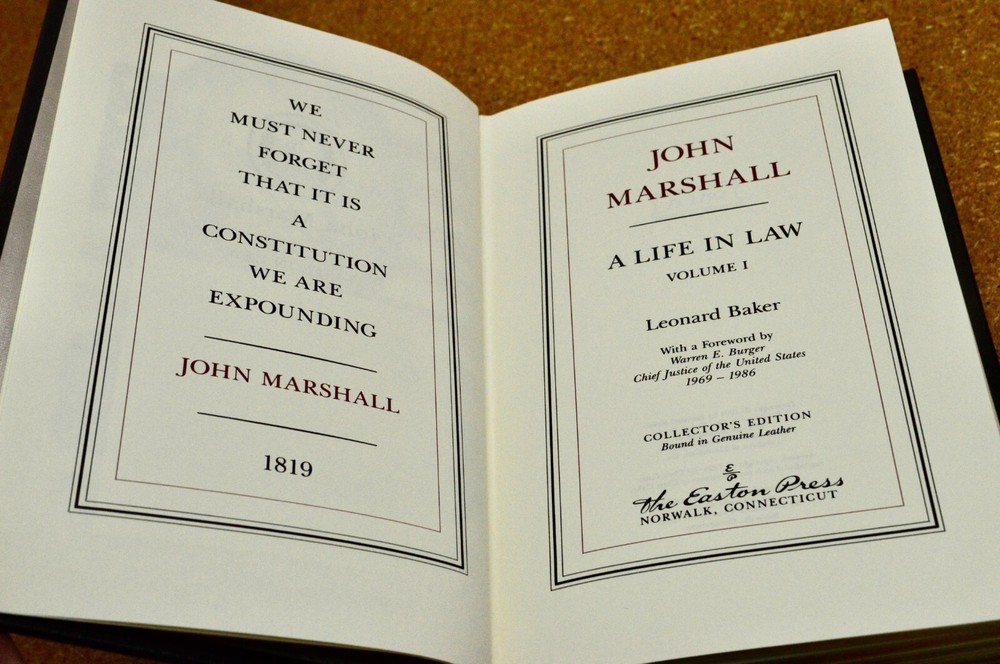 WE
MUST NEVER
FORGET
THAT IT IS
A
CONSTITUTION
WE ARE
EXPOUNDING
JOHN MARSHALL
1819
JOHN
MARSHALL
A LIFE IN LAW
VOLUME I
Leonard Baker
With a Foreword by
Warren E. Burger
Chief Justice of the United States
1969 – 1986
COLLECTOR'S EDITION
Bound in Genuine Leather
The Easton Press
NORWALK, CONNECTICUT